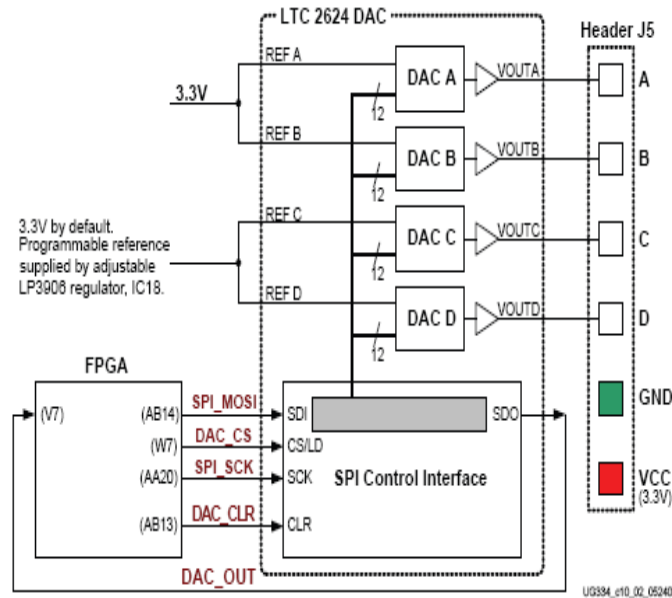 LTC 2624 DAC
Header J5
REF A
DAC A
VOUTA
A
3.3V
12
REF B
DAC B
VOUTB
B
12
3.3V by default.
Programmable reference
supplied by adjustable
LP3906 regulator, IC18.
REF C
DAC C
VOUTC
C
12
REF D
DAC D
VOUTD
D
12
FPGA
GND
(V7)
(AB14)
SPI_MOSI
SDI
SDO
(W7)
DAC_CS
CS/LD
(AA20)
SPI_SCK
SCK
SPI Control Interface
VCC
(3.3V)
(AB13)
DAC_CLR
CLR
DAC_OUT